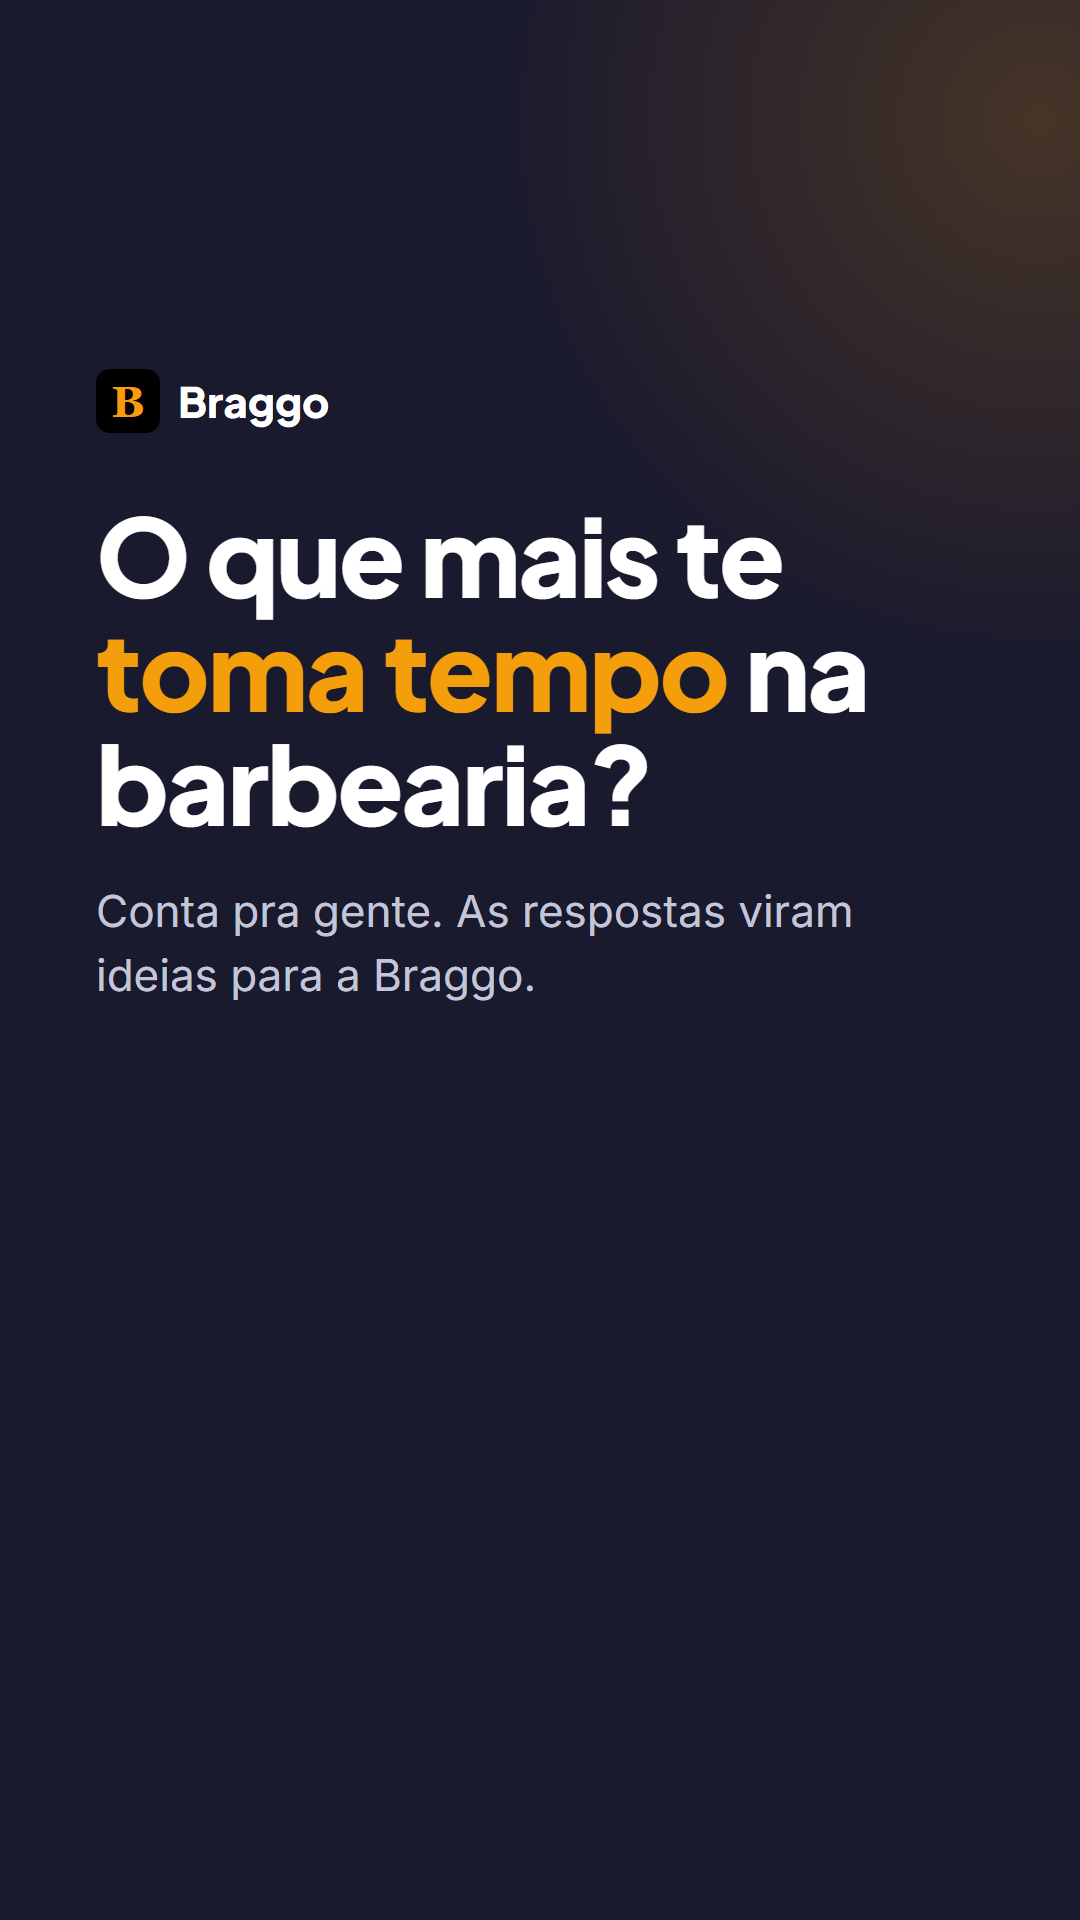 B Braggo
O que mais te
toma tempo na
barbearia?
Conta pra gente. As respostas viram
ideias para a Braggo.